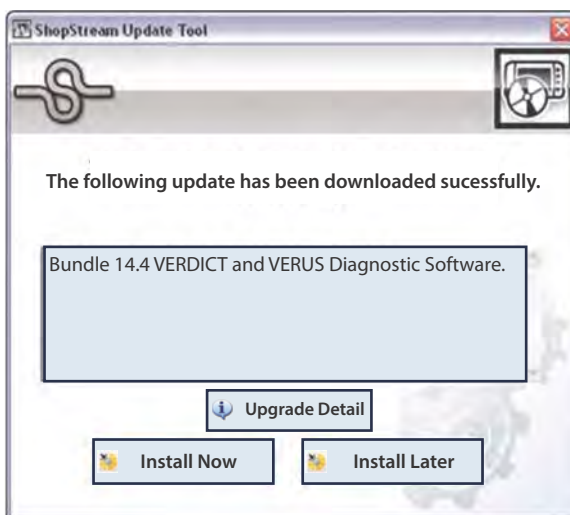 ShopStream Update Tool
The following update has been downloaded sucessfully.
Bundle 14.4 VERDICT and VERUS Diagnostic Software.
Upgrade Detail
Install Now
Install Later